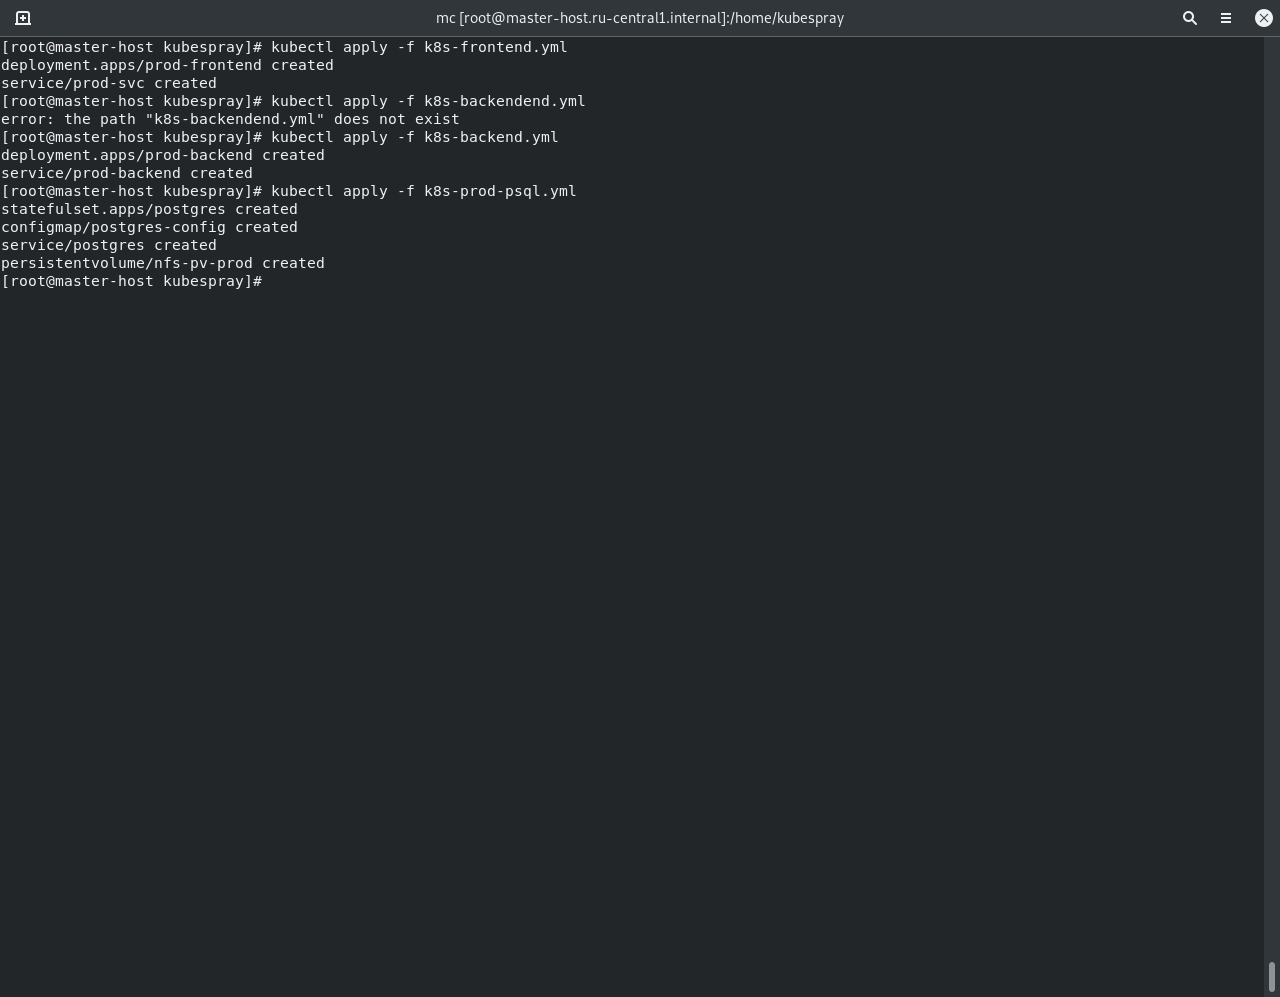 mc [root@master-host.ru-central1.internal]:/home/kubespray
[root@master-host kubespray]# kubectl apply -f k8s-frontend.yml
deployment.apps/prod-frontend created
service/prod-svc created
[root@master-host kubespray]# kubectl apply -f k8s-backendend.yml
error: the path "k8s-backendend.yml" does not exist
[root@master-host kubespray]# kubectl apply -f k8s-backend.yml
deployment.apps/prod-backend created
service/prod-backend created
[root@master-host kubespray]# kubectl apply -f k8s-prod-psql.yml
statefulset.apps/postgres created
configmap/postgres-config created
service/postgres created
persistentvolume/nfs-pv-prod created
[root@master-host kubespray]#